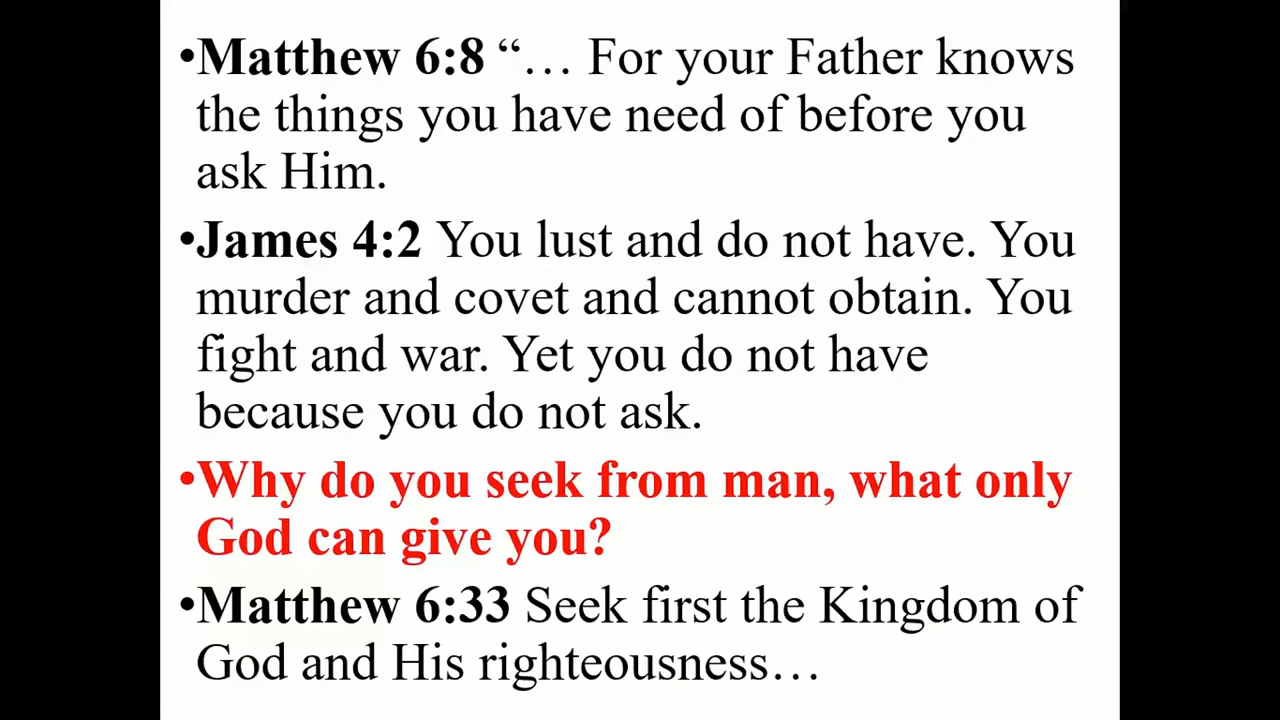 •Matthew 6:8 “… For your Father knows
the things you have need of before you
ask Him.
•James 4:2 You lust and do not have. You
murder and covet and cannot obtain. You
fight and war. Yet you do not have
because you do not ask.
•Why do you seek from man, what only
God can give you?
•Matthew 6:33 Seek first the Kingdom of
God and His righteousness…